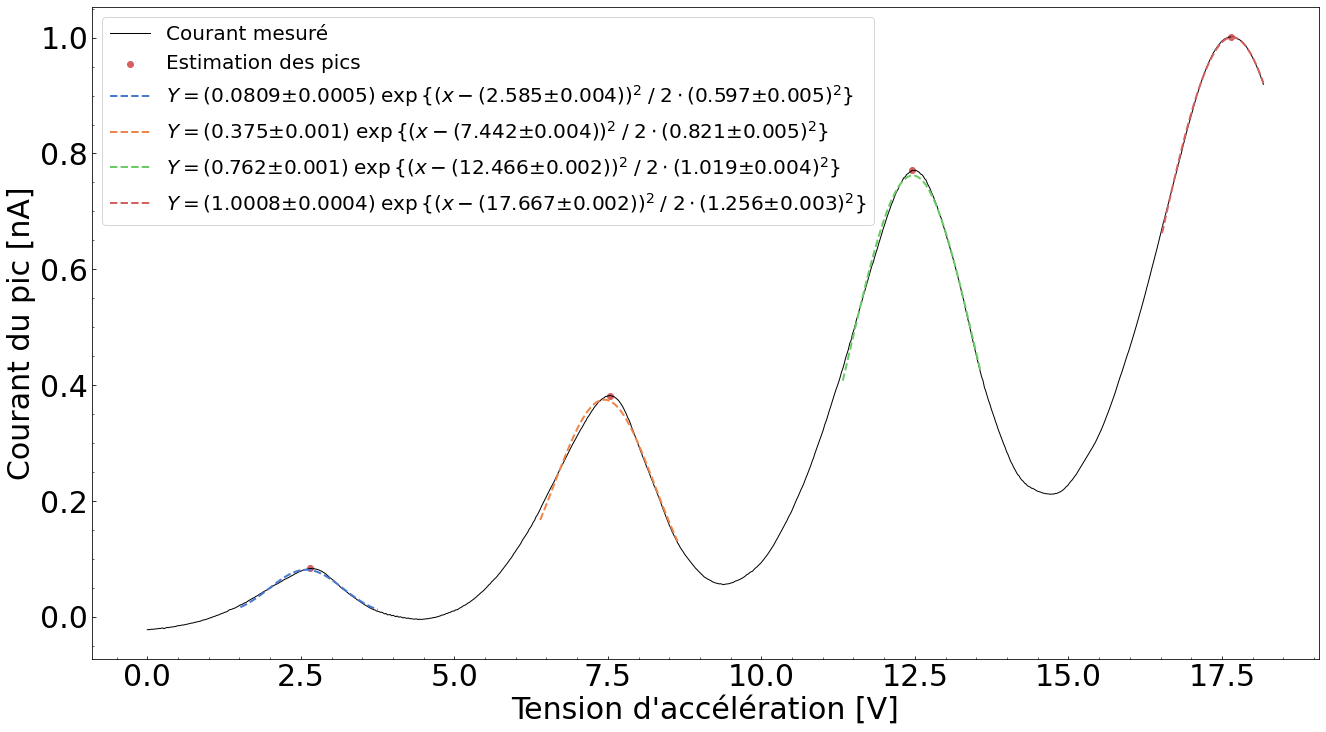 Courant mesuré
Estimation des pics
Y = (0.0809±0.0005) exp {(x − (2.585±0.004))² / 2 · (0.597±0.005)²}
Y = (0.375±0.001) exp {(x − (7.442±0.004))² / 2 · (0.821±0.005)²}
Y = (0.762±0.001) exp {(x − (12.466±0.002))² / 2 · (1.019±0.004)²}
Y = (1.0008±0.0004) exp {(x − (17.667±0.002))² / 2 · (1.256±0.003)²}
Courant du pic [nA]
1.0
0.8
0.6
0.4
0.2
0.0
0.0 2.5 5.0 7.5 10.0 12.5 15.0 17.5
Tension d'accélération [V]